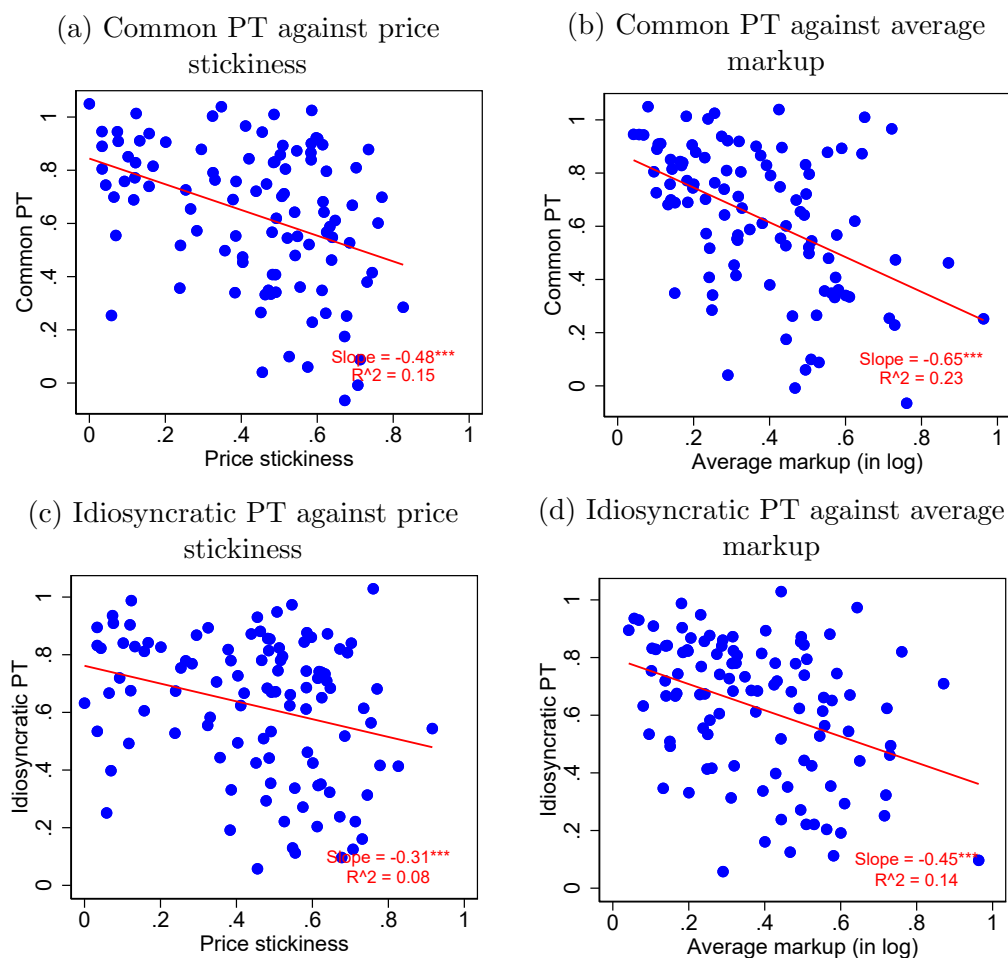 (a) Common PT against price
stickiness
Common PT
1
.8
.6
.4
.2
0
Slope = -0.48***
R^2 = 0.15
0 .2 .4 .6 .8 1
Price stickiness
(b) Common PT against average
markup
Common PT
1
.8
.6
.4
.2
0
Slope = -0.65***
R^2 = 0.23
0 .2 .4 .6 .8 1
Average markup (in log)
(c) Idiosyncratic PT against price
stickiness
Idiosyncratic PT
1
.8
.6
.4
.2
0
Slope = -0.31***
R^2 = 0.08
0 .2 .4 .6 .8 1
Price stickiness
(d) Idiosyncratic PT against average
markup
Idiosyncratic PT
1
.8
.6
.4
.2
0
Slope = -0.45***
R^2 = 0.14
0 .2 .4 .6 .8 1
Average markup (in log)